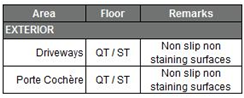 Area Floor Remarks
EXTERIOR
Driveways QT / ST Non slip non
staining surfaces
Porte Cochère QT / ST Non slip non
staining surfaces